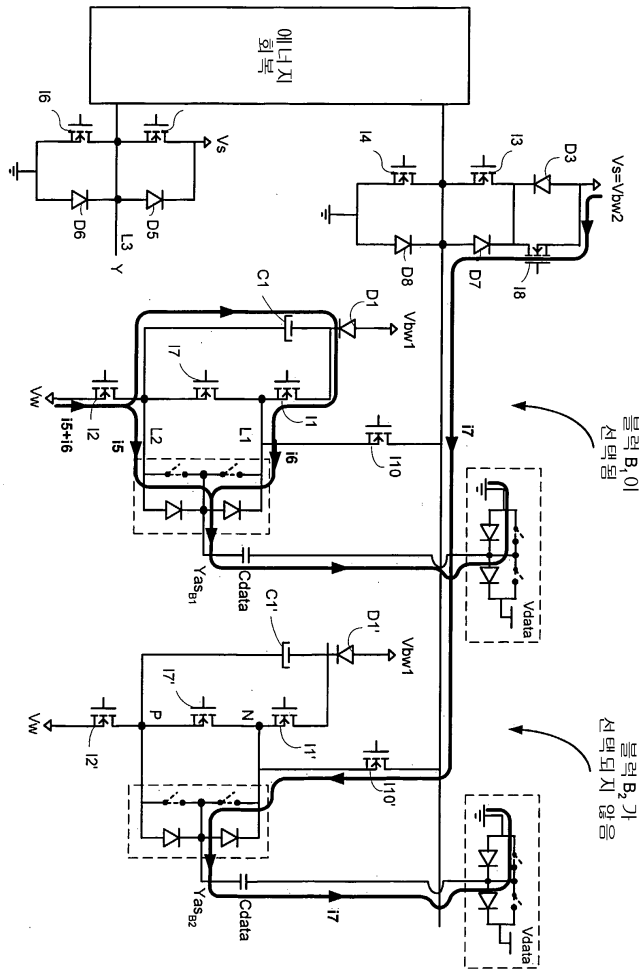 에너지
회복
I6
Vs
D6
D5
L3
Y
I4
I3
D3
Vs=Vbw2
D8
D7
I8
C1
D1
Vbw1
I7
I1
I2
Vw
L2
L1
i5+i6
i5
i6
I10
i7
블럭 B₁이
선택됨
Yas_B1
Cdata
Vdata
C1'
D1'
Vbw1
I7'
P
N
I1'
I2'
Vw
I10'
블럭 B₂가
선택되지 않음
Yas_B2
Cdata
i7
Vdata